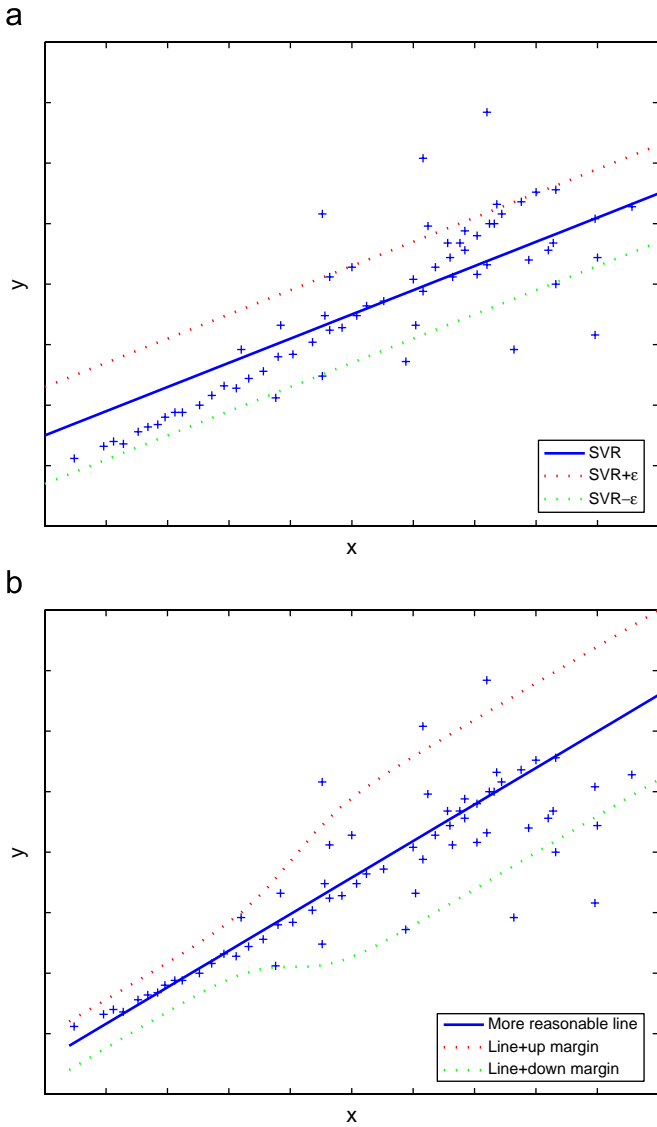 a
y
SVR
SVR+ε
SVR−ε
x
b
y
More reasonable line
Line+up margin
Line+down margin
x